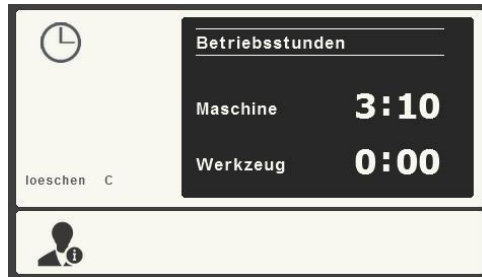 Betriebsstunden
Maschine 3:10
Werkzeug 0:00
loeschen C